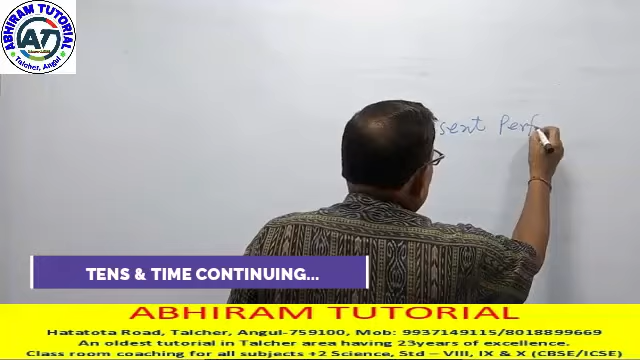 ABHIRAM TUTORIAL
AT
Talcher, Angul
sent Perf
TENS & TIME CONTINUING...
ABHIRAM TUTORIAL
Hatatota Road, Talcher, Angul-759100, Mob: 9937149115/8018899669
An oldest tutorial in Talcher area having 23years of excellence.
Class room coaching for all subjects +2 Science, Std – VIII, IX & X (CBSE/ICSE)